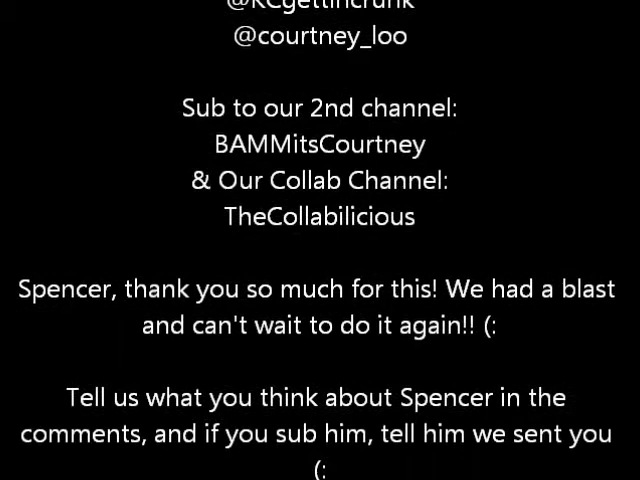 @KCgettincrunk
@courtney_loo
Sub to our 2nd channel:
BAMMitsCourtney
& Our Collab Channel:
TheCollabilicious
Spencer, thank you so much for this! We had a blast
and can't wait to do it again!! (:
Tell us what you think about Spencer in the
comments, and if you sub him, tell him we sent you
(: